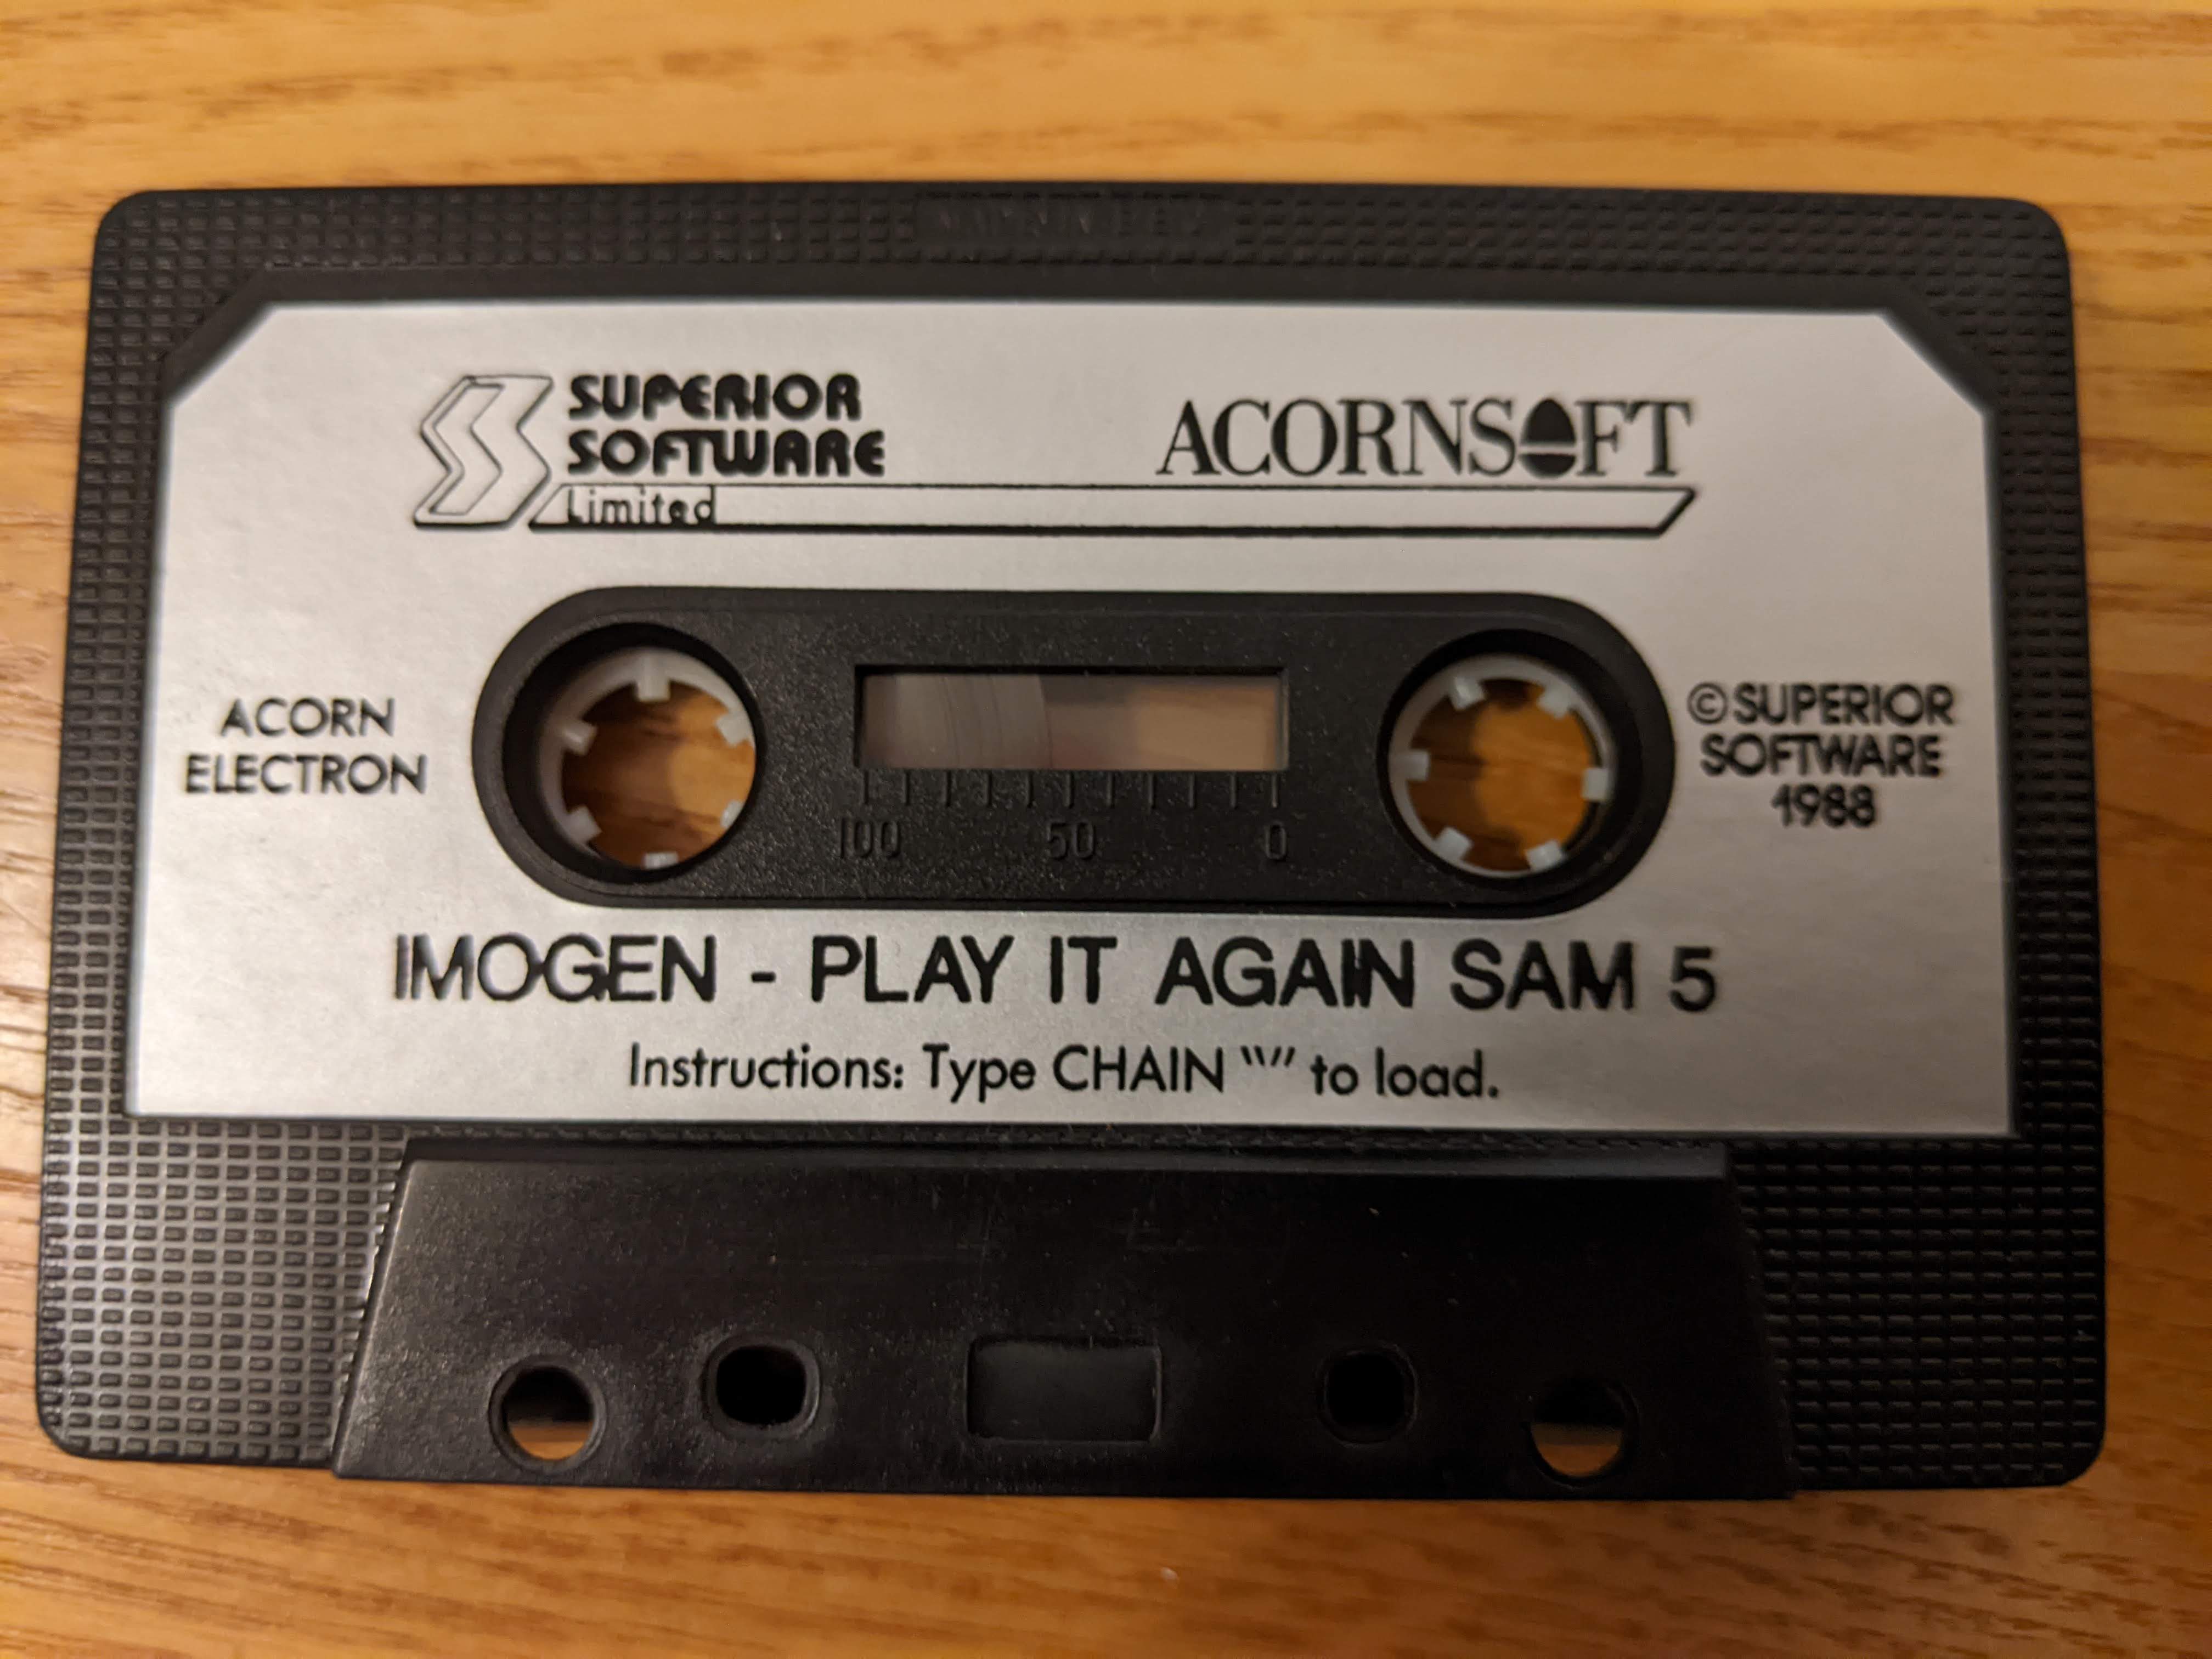 SUPERIOR
SOFTWARE
Limited
ACORNSOFT
ACORN
ELECTRON
©SUPERIOR
SOFTWARE
1988
100 50 0
IMOGEN - PLAY IT AGAIN SAM 5
Instructions: Type CHAIN "" to load.